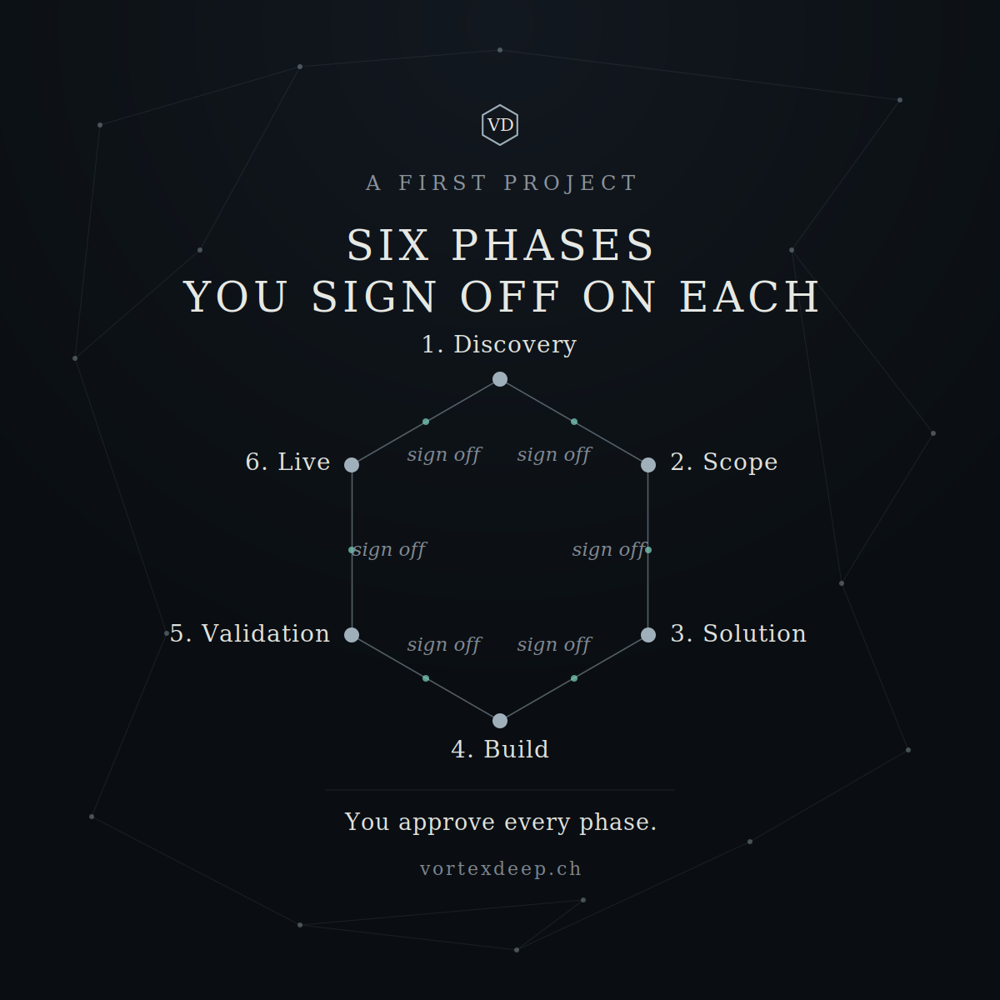 VD
A FIRST PROJECT
SIX PHASES
YOU SIGN OFF ON EACH
1. Discovery
sign off sign off
6. Live
2. Scope
sign off sign off
5. Validation
3. Solution
sign off sign off
4. Build
You approve every phase.
vortexdeep.ch